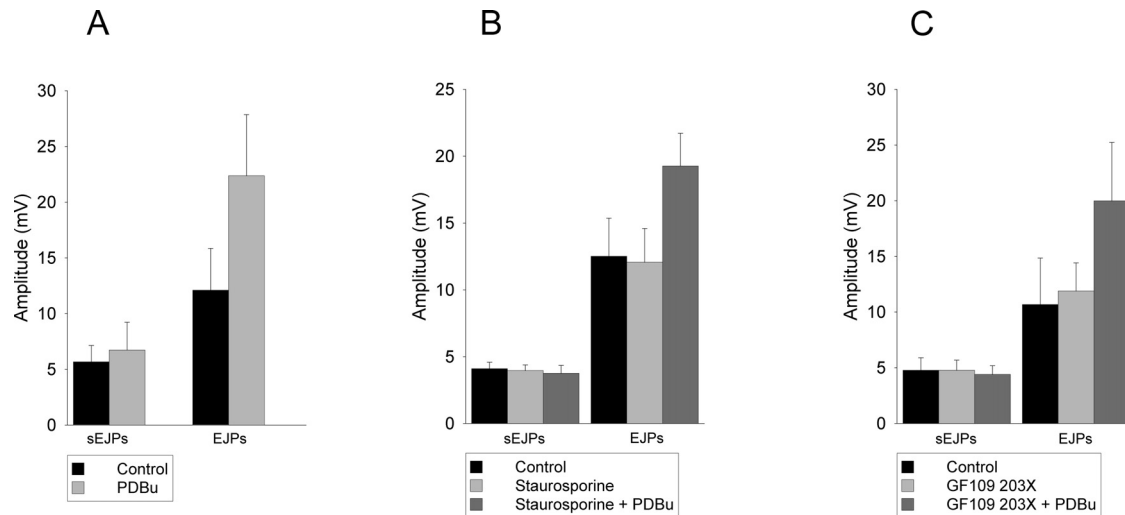 A
30
25
20
15
10
5
0
Amplitude (mV)
sEJPs EJPs
Control
PDBu
B
25
20
15
10
5
0
Amplitude (mV)
sEJPs EJPs
Control
Staurosporine
Staurosporine + PDBu
C
30
25
20
15
10
5
0
Amplitude (mV)
sEJPs EJPs
Control
GF109 203X
GF109 203X + PDBu